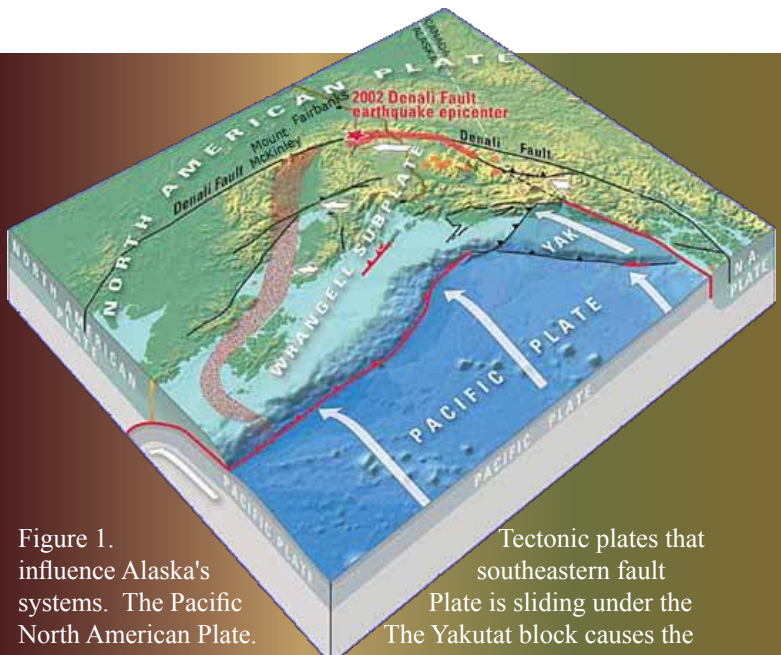 CANADA
ALASKA
NORTH AMERICAN PLATE
2002 Denali Fault
earthquake epicenter
Fairbanks
Mount
McKinley
Denali Fault
Denali Fault
WRANGELL SUBPLATE
YAK
N.A.
PLATE
NORTH AMERICAN
PLATE
PACIFIC PLATE
PACIFIC PLATE
PACIFIC PLATE
Figure 1. Tectonic plates that
influence Alaska's southeastern fault
systems. The Pacific Plate is sliding under the
North American Plate. The Yakutat block causes the